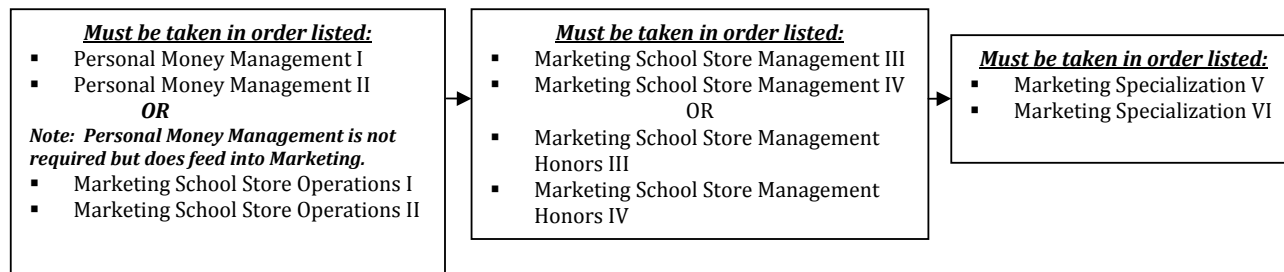 Must be taken in order listed:
▪ Personal Money Management I
▪ Personal Money Management II
OR
Note: Personal Money Management is not
required but does feed into Marketing.
▪ Marketing School Store Operations I
▪ Marketing School Store Operations II
Must be taken in order listed:
▪ Marketing School Store Management III
▪ Marketing School Store Management IV
OR
▪ Marketing School Store Management
Honors III
▪ Marketing School Store Management
Honors IV
Must be taken in order listed:
▪ Marketing Specialization V
▪ Marketing Specialization VI